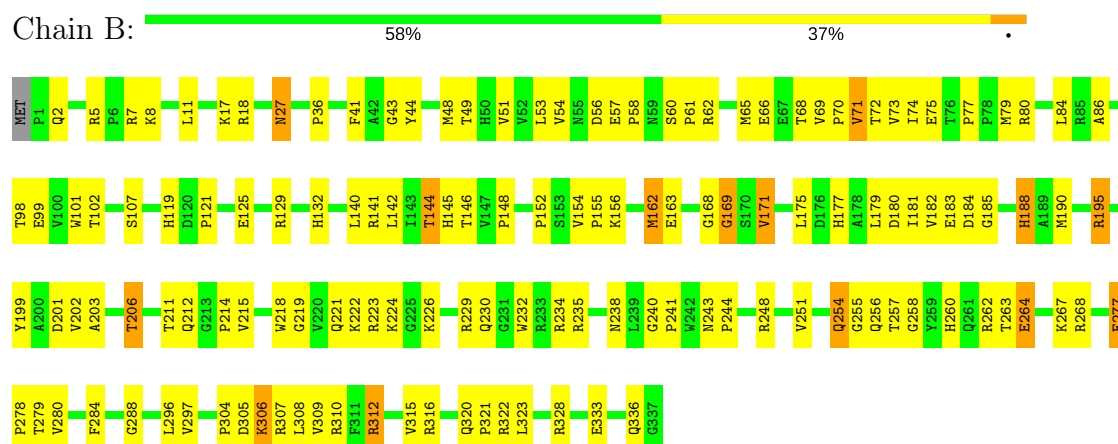 Chain B:
58% 37% •
MET P1 Q2 R5 P6 R7 K8 L11 K17 R18 N27 P36 F41 A42 G43 Y44 M48 T49 H50 V51 V52 L53 V54 N55 D56 E57 P58 N59 S60 P61 R62 M65 E66 E67 T68 V69 P70 V71 T72 V73 I74 E75 T76 P77 P78 M79 R80 L84 R85 A86
T98 E99 V100 W101 T102 S107 H119 D120 P121 E125 R129 H132 L140 R141 L142 I143 T144 H145 T146 V147 P148 P152 S153 V154 P155 K156 M162 E163 G168 G169 S170 V171 L175 D176 H177 A178 L179 D180 I181 V182 E183 D184 G185 H188 A189 M190 R195
Y199 A200 D201 V202 A203 T206 T211 Q212 G213 P214 V215 W218 G219 V220 Q221 K222 R223 K224 G225 K226 R229 Q230 G231 W232 R233 R234 R235 N238 L239 G240 P241 W242 N243 P244 R248 V251 Q254 G255 Q256 T257 G258 Y259 H260 Q261 R262 T263 E264 K267 R268
P278 T279 V280 F284 G288 L296 V297 P304 D305 K306 R307 L308 V309 R310 F311 R312 V315 R316 Q320 P321 R322 L323 R328 E333 Q336 G337